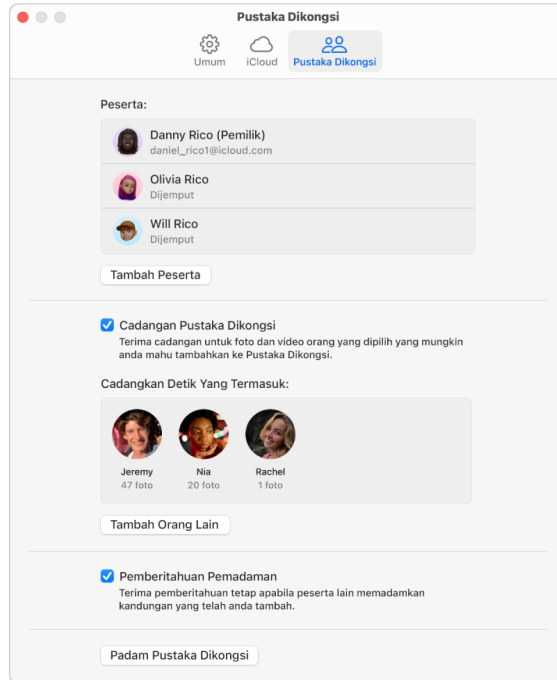 Pustaka Dikongsi
Umum
iCloud
Pustaka Dikongsi
Peserta:
Danny Rico (Pemilik)
daniel_rico1@icloud.com
Olivia Rico
Dijemput
Will Rico
Dijemput
Tambah Peserta
Cadangan Pustaka Dikongsi
Terima cadangan untuk foto dan video orang yang dipilih yang mungkin
anda mahu tambahkan ke Pustaka Dikongsi.
Cadangkan Detik Yang Termasuk:
Jeremy
47 foto
Nia
20 foto
Rachel
1 foto
Tambah Orang Lain
Pemberitahuan Pemadaman
Terima pemberitahuan tetap apabila peserta lain memadamkan
kandungan yang telah anda tambah.
Padam Pustaka Dikongsi